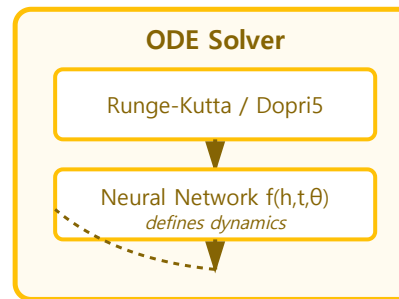 ODE Solver
Runge-Kutta / Dopri5
Neural Network f(h,t,θ)
defines dynamics